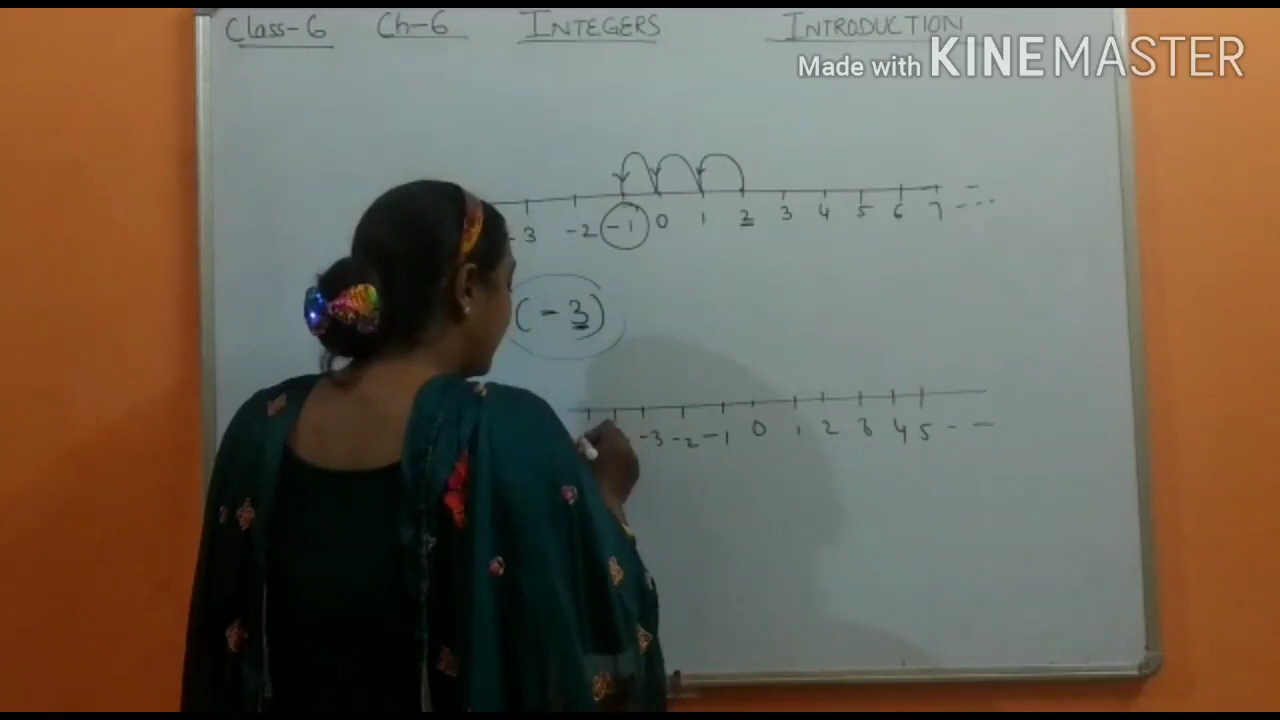 Class-6 Ch-6 INTEGERS INTRODUCTION
Made with KINEMASTER
-3 -2 -1 0 1 2 3 4 5 6 7 ---
(-3)
-3 -2 -1 0 1 2 3 4 5 - -